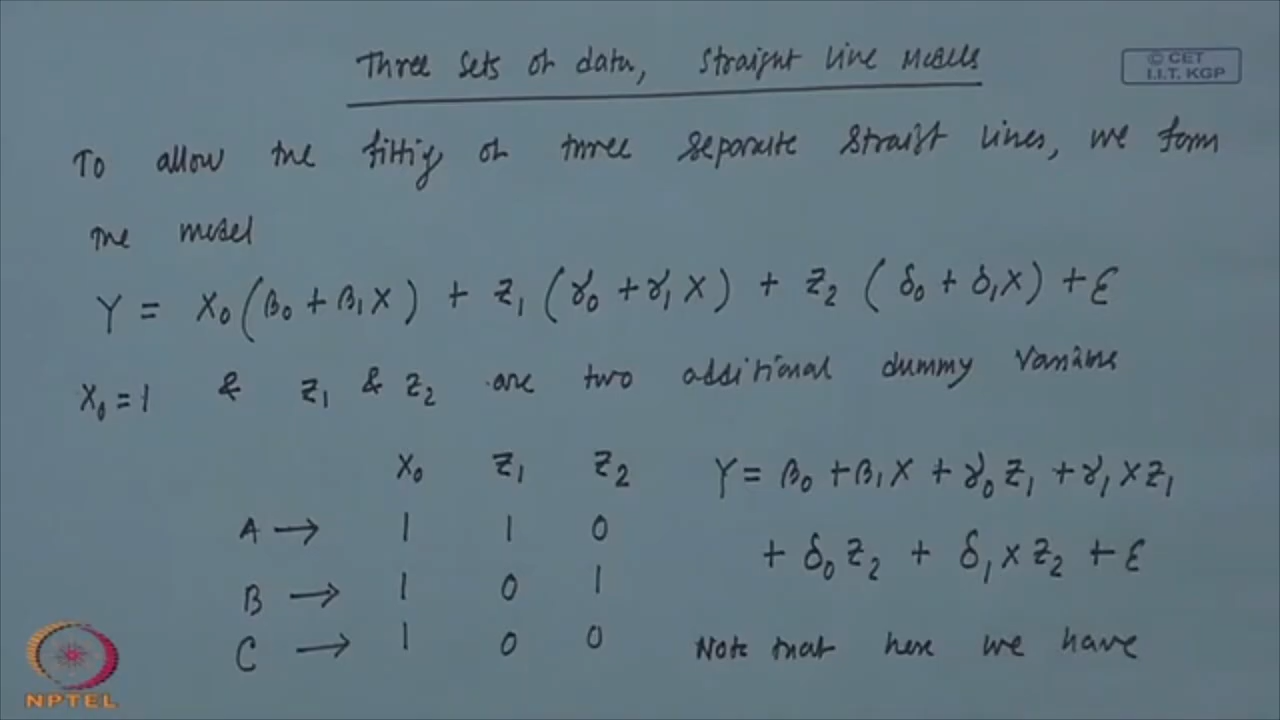 Three sets of data, straight line models
© CET
I.I.T. KGP
To allow the fittig of three separate straist lines, we form
the model
Y = X₀(β₀ + β₁X) + Z₁(γ₀ + γ₁X) + Z₂(δ₀ + δ₁X) + ε
X₀ = 1 & Z₁ & Z₂ are two additional dummy variable
X₀ Z₁ Z₂
A → 1 1 0
B → 1 0 1
C → 1 0 0
Y = β₀ + β₁X + γ₀Z₁ + γ₁XZ₁
+ δ₀Z₂ + δ₁XZ₂ + ε
Note that here we have
NPTEL